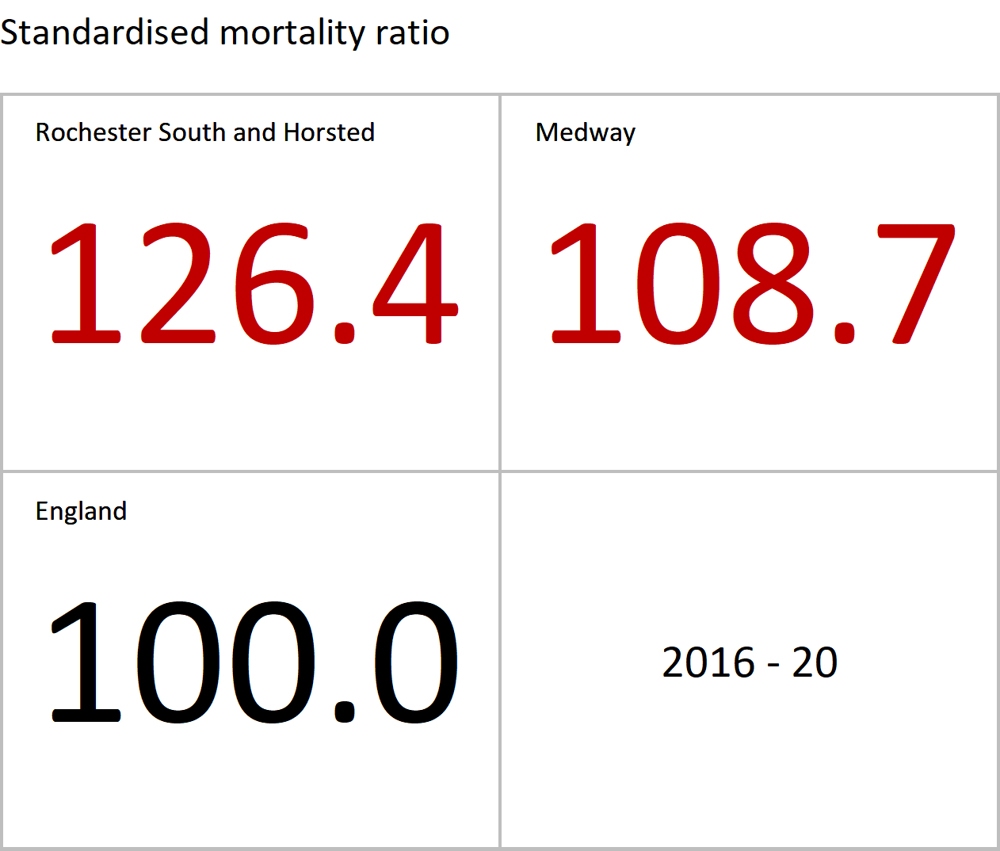 Standardised mortality ratio
Rochester South and Horsted
126.4
Medway
108.7
England
100.0
2016 - 20